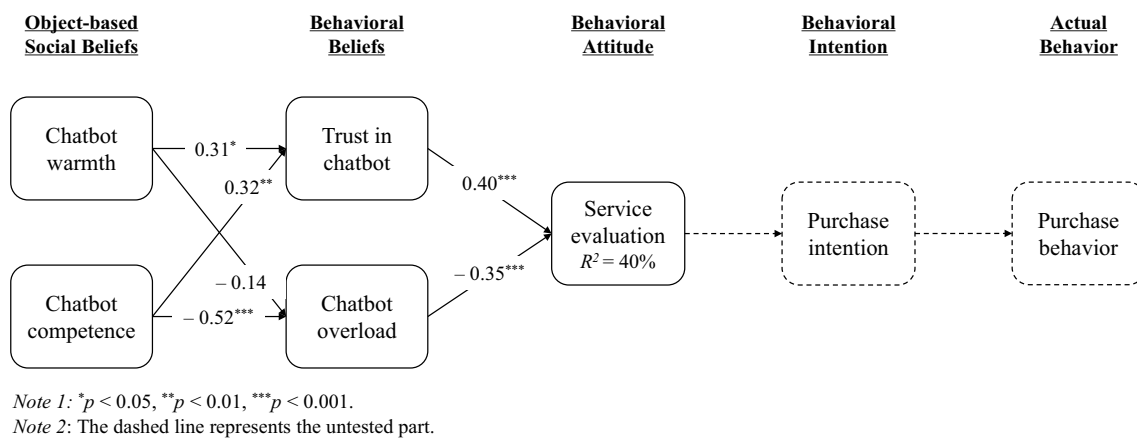 Object-based
Social Beliefs
Behavioral
Beliefs
Behavioral
Attitude
Behavioral
Intention
Actual
Behavior
Chatbot
warmth
Trust in
chatbot
Chatbot
competence
Chatbot
overload
0.31*
0.32**
– 0.14
– 0.52***
0.40***
– 0.35***
Service
evaluation
R² = 40%
Purchase
intention
Purchase
behavior
Note 1: *p < 0.05, **p < 0.01, ***p < 0.001.
Note 2: The dashed line represents the untested part.